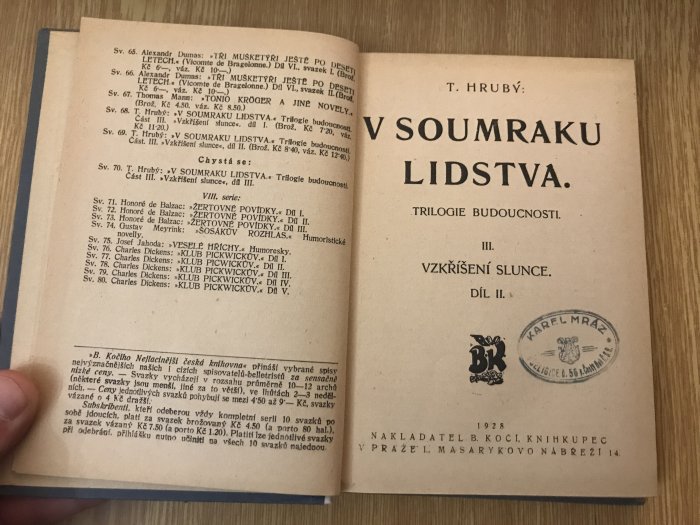 Sv. 65. Alexandr Dumas: »TŘI MUŠKETÝŘI JEŠTĚ PO DESETI
LETECH.« (Vicomte de Bragelonne.) Díl VI., svazek I. (Brož.
Kč 6·—, váz. Kč 10·—.)
Sv. 66. Alexandr Dumas: »TŘI MUŠKETÝŘI JEŠTĚ PO DESETI
LETECH.« (Vicomte de Bragelonne.) Díl VI., svazek II. (Brož.
Kč 6·—, váz. Kč 10·—.)
Sv. 67. Thomas Mann: »TONIO KRÖGER A JINÉ NOVELY.«
(Brož. Kč 4.50, váz. Kč 8.50.)
Sv. 68. T. Hrubý: »V SOUMRAKU LIDSTVA.« Trilogie budoucnosti.
Část III. »Vzkříšení slunce«, díl I. (Brož. Kč 7'20, váz.
Kč 11·20.)
Sv. 69. T. Hrubý: »V SOUMRAKU LIDSTVA.« Trilogie budoucnosti.
Část III. »Vzkříšení slunce«, díl II. (Brož. Kč 8'40, váz. Kč 12'40.)
Chystá se:
Sv. 70. T. Hrubý: »V SOUMRAKU LIDSTVA.« Trilogie budoucnosti.
Část III. »Vzkříšení slunce«, díl III.
VIII. serie:
Sv. 71. Honoré de Balzac: »ŽERTOVNÉ POVÍDKY.« Díl I.
Sv. 72. Honoré de Balzac: »ŽERTOVNÉ POVÍDKY.« Díl II.
Sv. 73. Honoré de Balzac: »ŽERTOVNÉ POVÍDKY.« Díl III.
Sv. 74. Gustav Meyrink: »ŠOSÁKŮV ROZHLAS.« Humoristické
novelly.
Sv. 75. Josef Jahoda: »VESELÉ HŘÍCHY.« Humoresky.
Sv. 76. Charles Dickens: »KLUB PICKWICKŮV.« Díl I.
Sv. 77. Charles Dickens: »KLUB PICKWICKŮV.« Díl II.
Sv. 78. Charles Dickens: »KLUB PICKWICKŮV.« Díl III.
Sv. 79. Charles Dickens: »KLUB PICKWICKŮV.« Díl IV.
Sv. 80. Charles Dickens: »KLUB PICKWICKŮV.« Díl V.
»B. Kočího Nejlacinější česká knihovna« přináší vybrané spisy
nejvýznačnějších našich i cizích spisovatelů-belletristů za sensačně
nízké ceny. — Svazky vycházejí v rozsahu průměrně 10—12 archů
(některé svazky jsou menší, jiné za to větší), ve lhůtách 2—3 neděl-
ních. — Ceny jednotlivých svazků pohybují se mezi 4'50 až 9'— Kč, svazky
vázané o 4 Kč dražší.
Subskribenti, kteří odeberou vždy kompletní serii 10 svazků po
sobě jdoucích, platí za svazek brožovaný Kč 4.50 (a porto 80 hal.),
za svazek vázaný Kč 7.50 (a porto Kč 1.20). Platiti lze jednotlivé svazky
při odebírání, přihlášku nutno učiniti na všech 10 svazků najednou.
T. HRUBÝ:
V SOUMRAKU
LIDSTVA.
TRILOGIE BUDOUCNOSTI.
III.
VZKŘÍŠENÍ SLUNCE.
DÍL II.
BK
KAREL MRÁZ
1928
NAKLADATEL B. KOČÍ, KNIHKUPEC
V PRAZE I., MASARYKOVO NÁBŘEŽÍ 14.